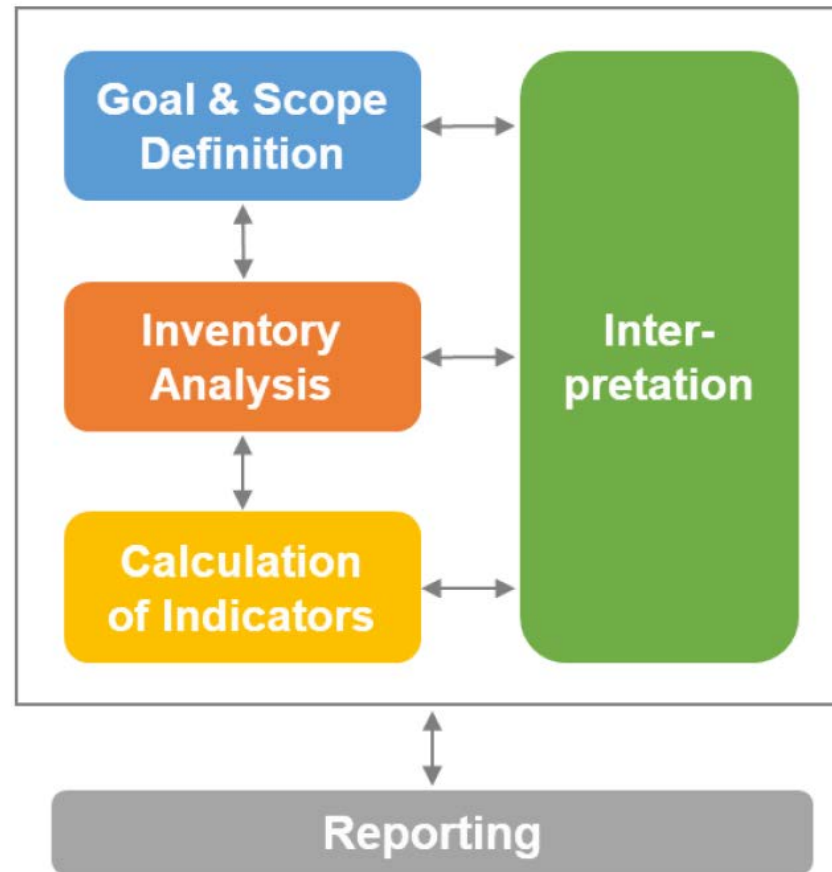 Goal & Scope
Definition
Inventory
Analysis
Inter-
pretation
Calculation
of Indicators
Reporting